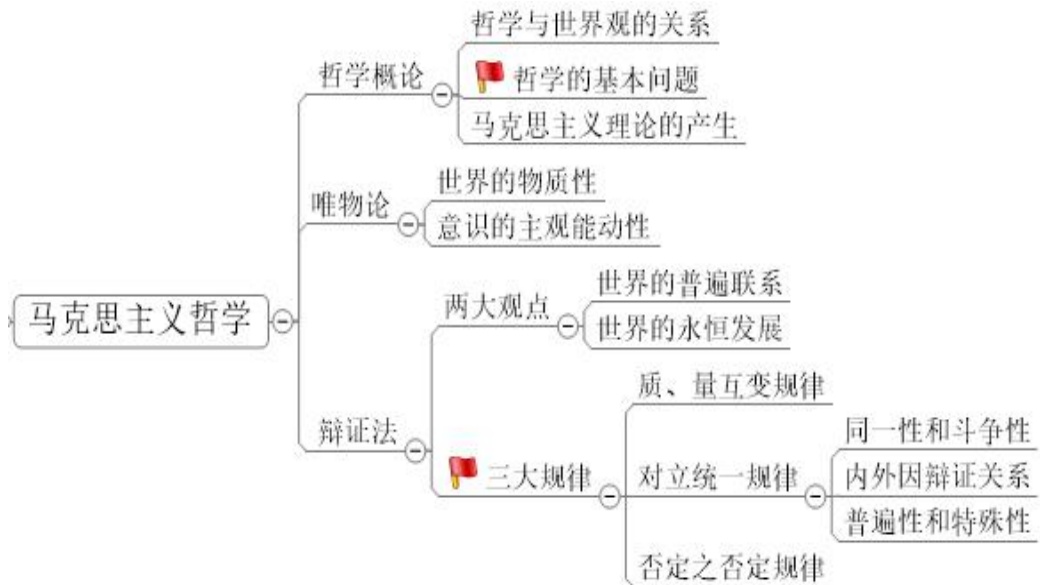 马克思主义哲学
哲学概论
哲学与世界观的关系
哲学的基本问题
马克思主义理论的产生
唯物论
世界的物质性
意识的主观能动性
辩证法
两大观点
世界的普遍联系
世界的永恒发展
三大规律
质、量互变规律
对立统一规律
同一性和斗争性
内外因辩证关系
普遍性和特殊性
否定之否定规律